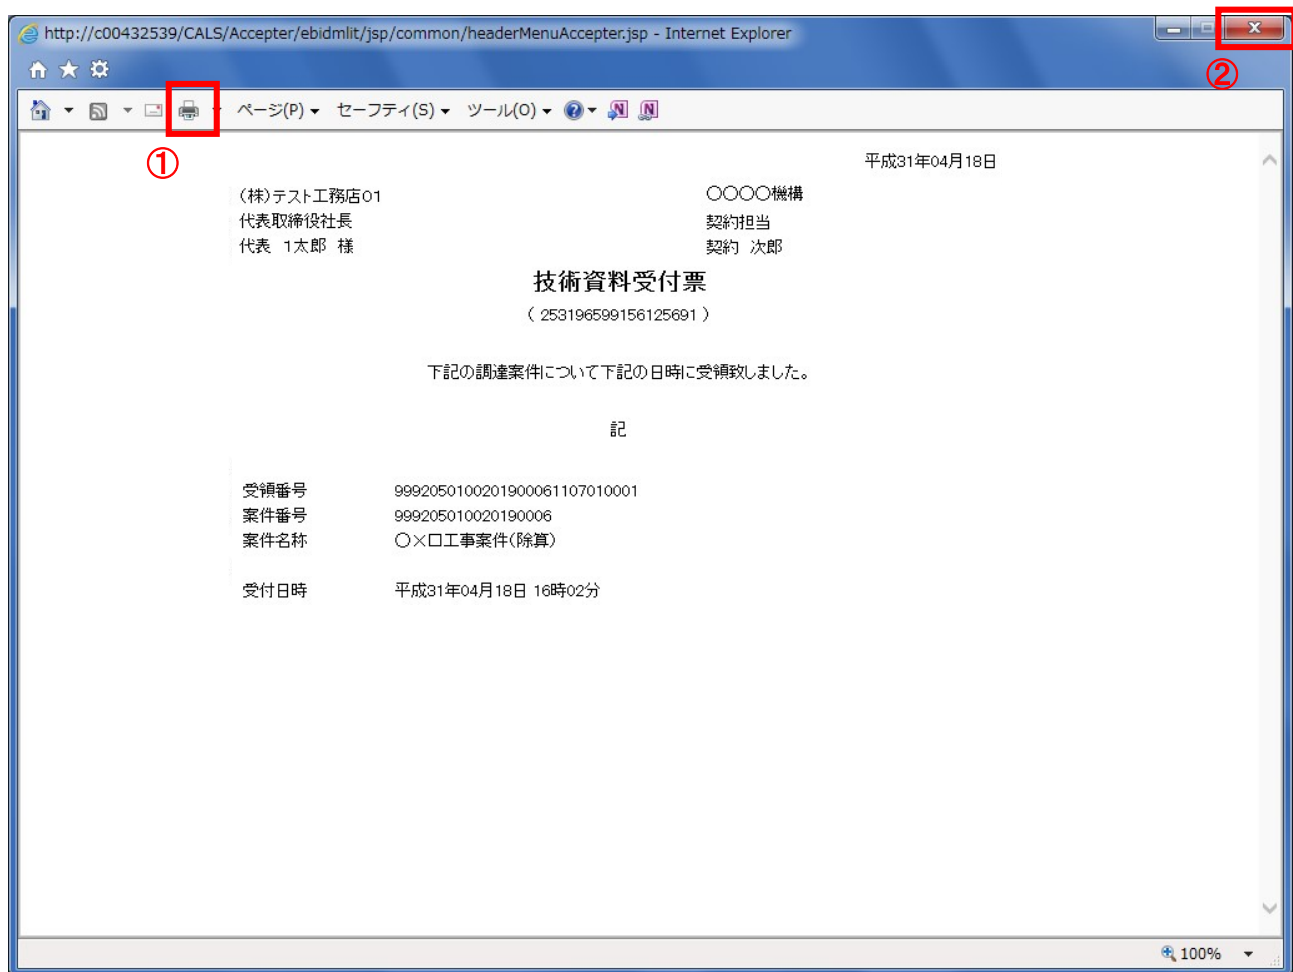 http://c00432539/CALS/Accepter/ebidmlit/jsp/common/headerMenuAccepter.jsp - Internet Explorer
②
ページ(P) セーフティ(S) ツール(O)
①
平成31年04月18日
(株)テスト工務店01
〇〇〇〇機構
代表取締役社長
契約担当
代表 1太郎 様
契約 次郎
技術資料受付票
( 253196599156125691 )
下記の調達案件について下記の日時に受領致しました。
記
受領番号 9992050100201900061107010001
案件番号 999205010020190006
案件名称 〇×口工事案件(除算)
受付日時 平成31年04月18日 16時02分
100%